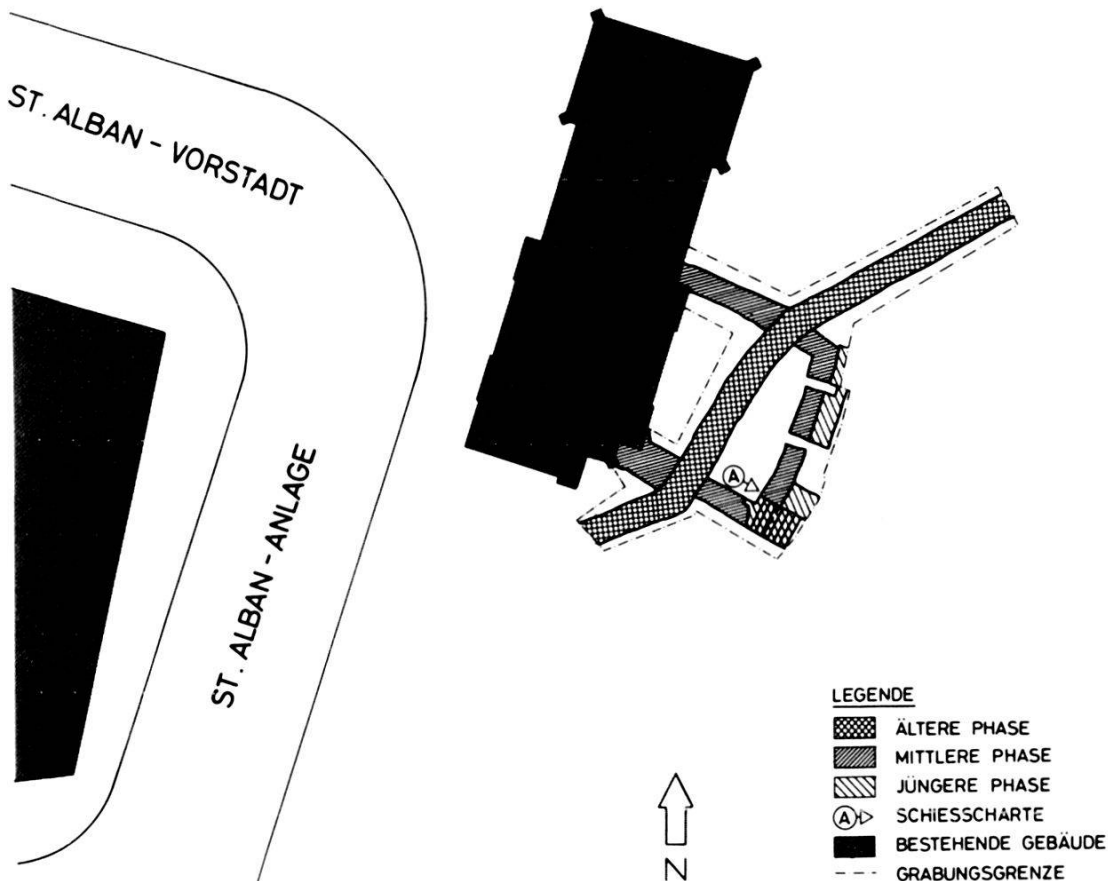 ST. ALBAN - VORSTADT
ST. ALBAN - ANLAGE
A
N
LEGENDE
ÄLTERE PHASE
MITTLERE PHASE
JÜNGERE PHASE
A SCHIESSCHARTE
BESTEHENDE GEBÄUDE
GRABUNGSGRENZE